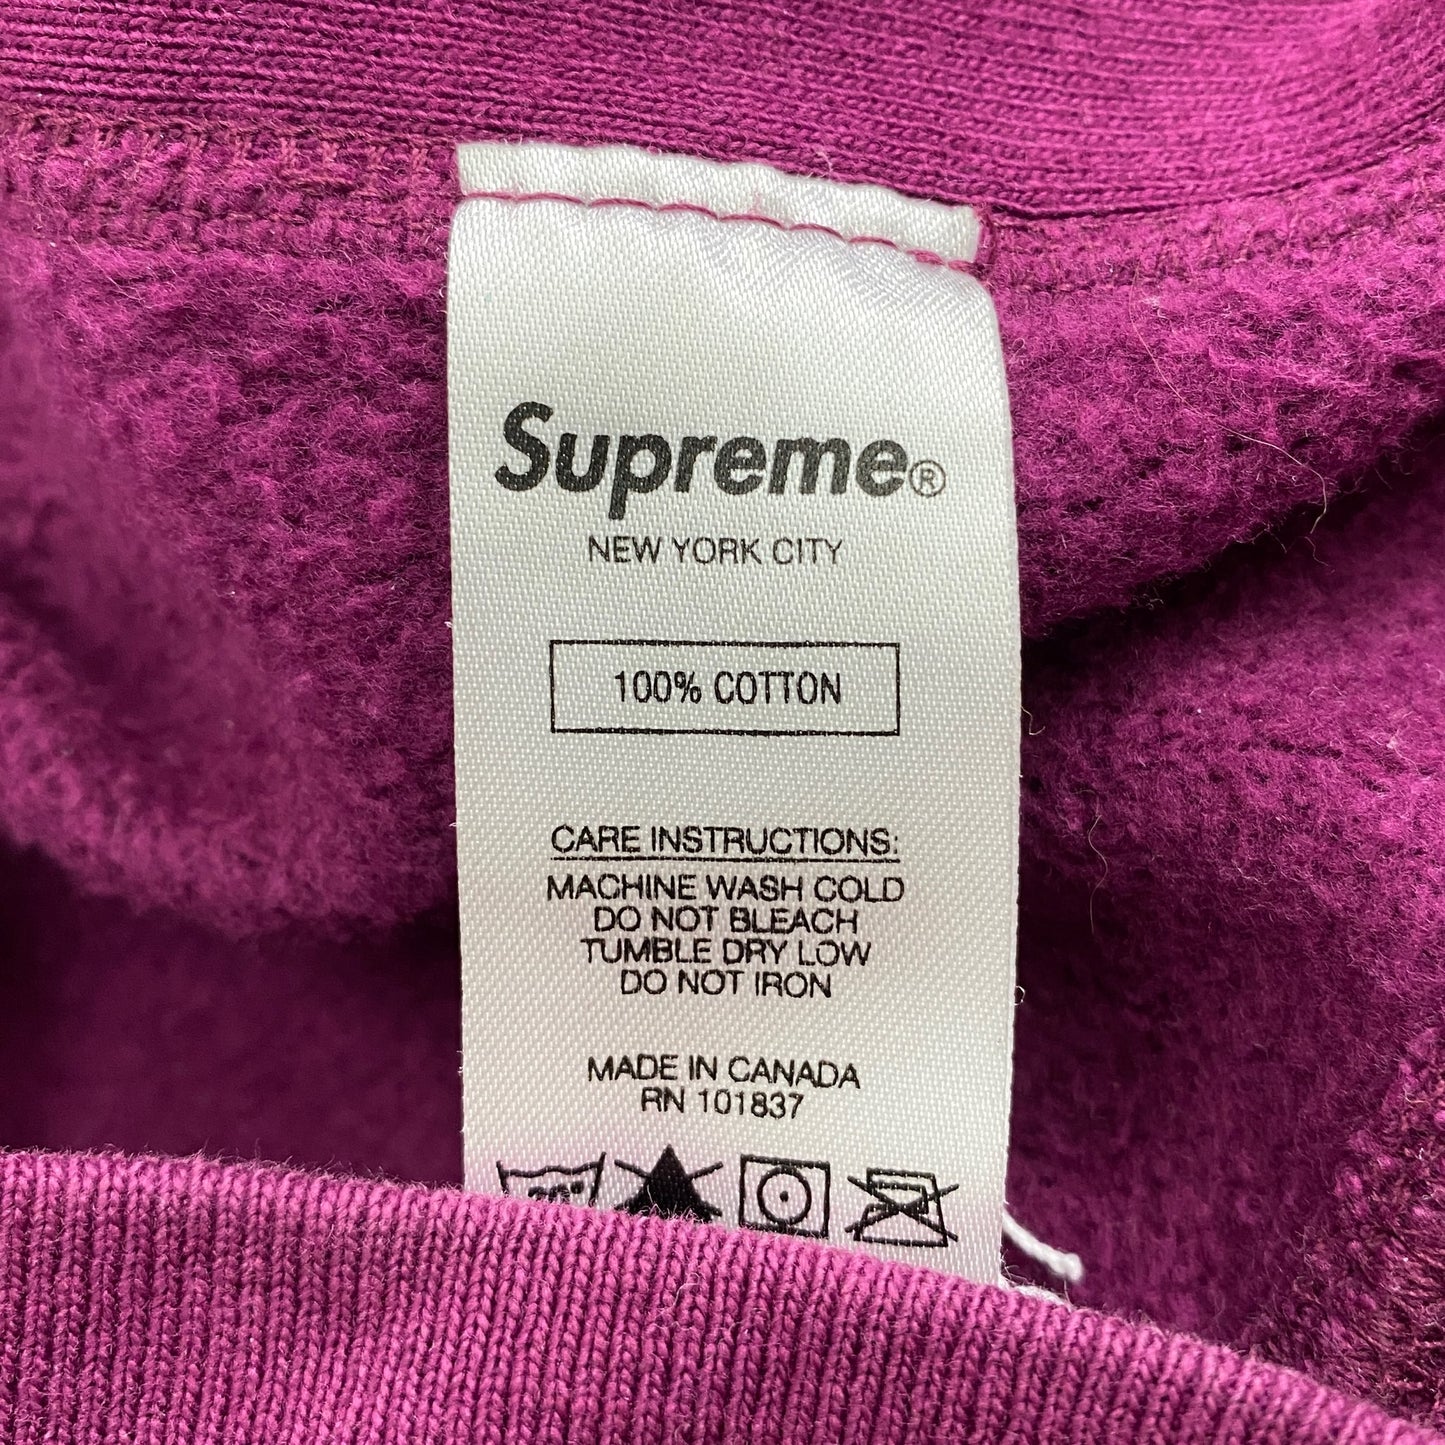 Supreme®
NEW YORK CITY
100% COTTON
CARE INSTRUCTIONS:
MACHINE WASH COLD
DO NOT BLEACH
TUMBLE DRY LOW
DO NOT IRON
MADE IN CANADA
RN 101837